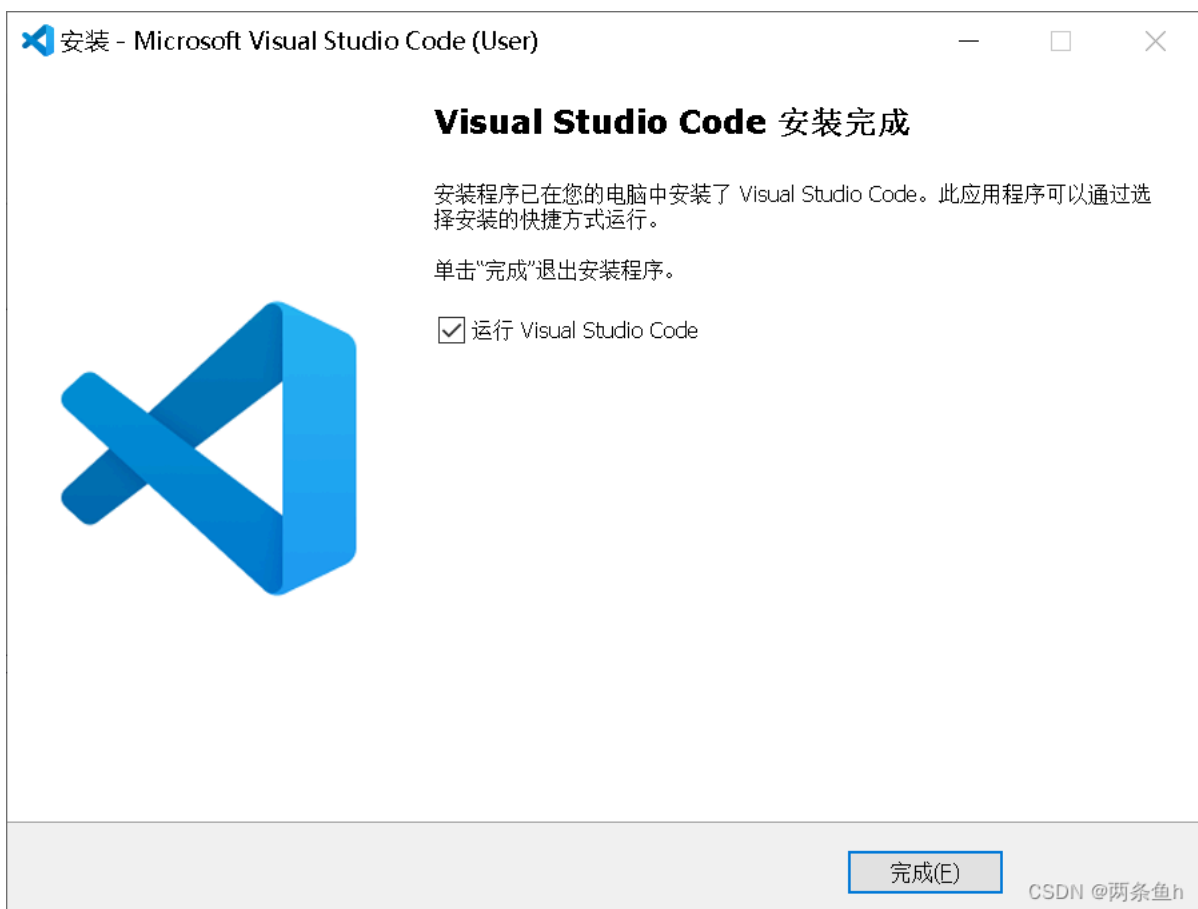 安装 - Microsoft Visual Studio Code (User)
Visual Studio Code 安装完成
安装程序已在您的电脑中安装了 Visual Studio Code。此应用程序可以通过选
择安装的快捷方式运行。
单击“完成”退出安装程序。
运行 Visual Studio Code
完成(F)
CSDN @两条鱼h